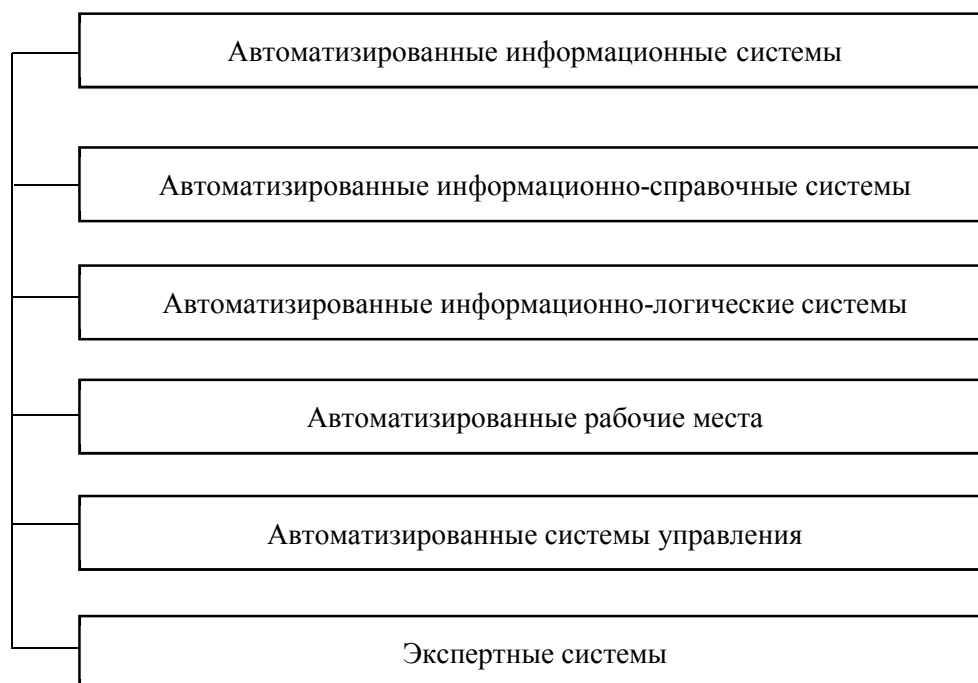 Автоматизированные информационные системы
Автоматизированные информационно-справочные системы
Автоматизированные информационно-логические системы
Автоматизированные рабочие места
Автоматизированные системы управления
Экспертные системы